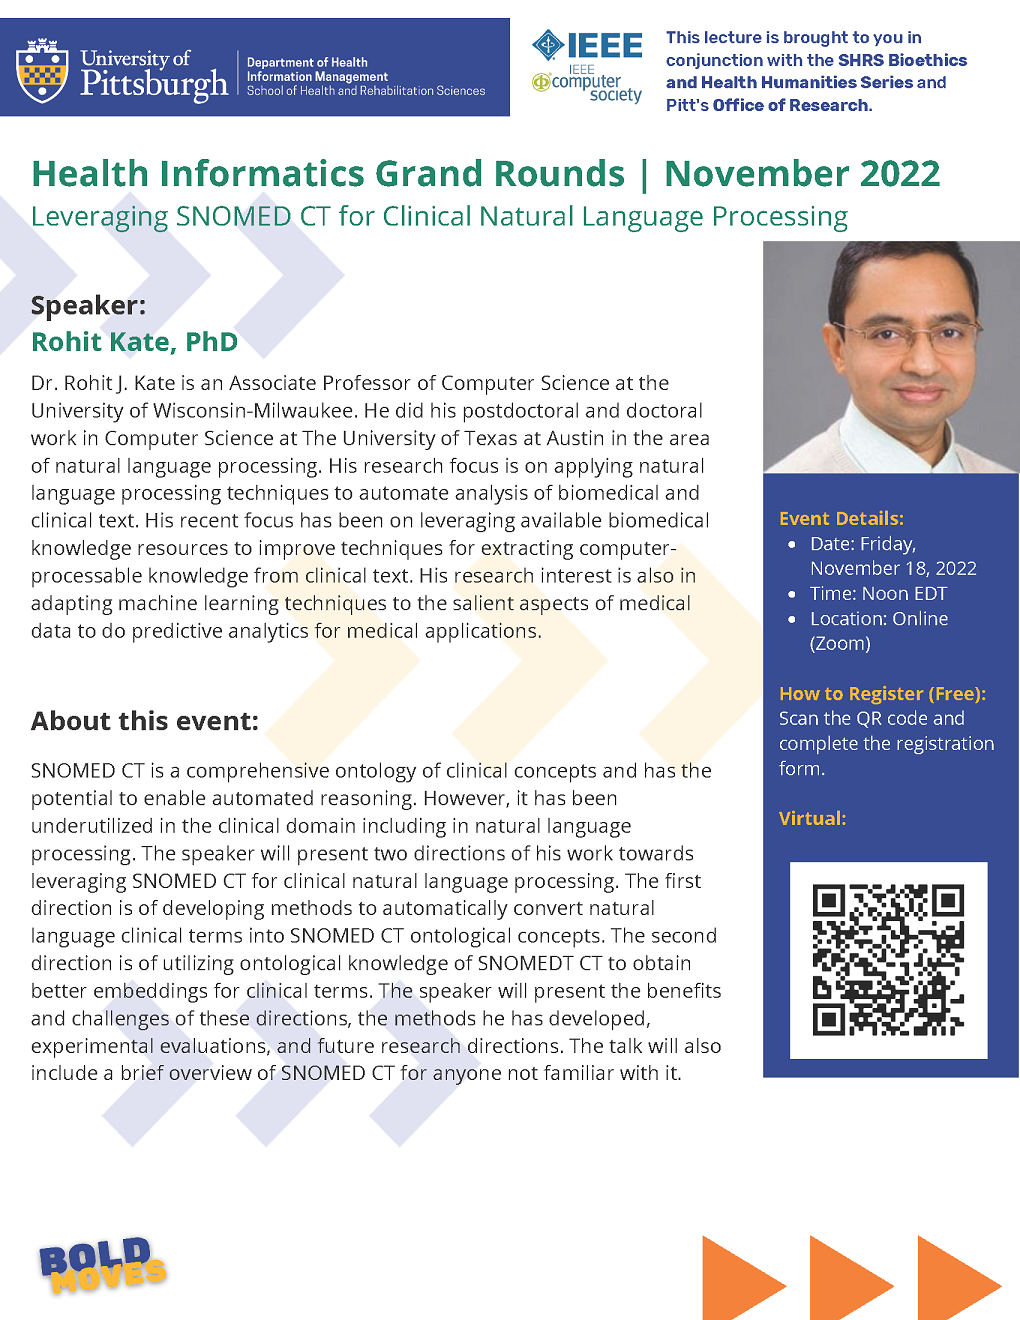 University of
Pittsburgh
Department of Health
Information Management
School of Health and Rehabilitation Sciences
IEEE
IEEE
computer
society
This lecture is brought to you in
conjunction with the SHRS Bioethics
and Health Humanities Series and
Pitt's Office of Research.
Health Informatics Grand Rounds | November 2022
Leveraging SNOMED CT for Clinical Natural Language Processing
Speaker:
Rohit Kate, PhD
Dr. Rohit J. Kate is an Associate Professor of Computer Science at the
University of Wisconsin-Milwaukee. He did his postdoctoral and doctoral
work in Computer Science at The University of Texas at Austin in the area
of natural language processing. His research focus is on applying natural
language processing techniques to automate analysis of biomedical and
clinical text. His recent focus has been on leveraging available biomedical
knowledge resources to improve techniques for extracting computer-
processable knowledge from clinical text. His research interest is also in
adapting machine learning techniques to the salient aspects of medical
data to do predictive analytics for medical applications.
About this event:
SNOMED CT is a comprehensive ontology of clinical concepts and has the
potential to enable automated reasoning. However, it has been
underutilized in the clinical domain including in natural language
processing. The speaker will present two directions of his work towards
leveraging SNOMED CT for clinical natural language processing. The first
direction is of developing methods to automatically convert natural
language clinical terms into SNOMED CT ontological concepts. The second
direction is of utilizing ontological knowledge of SNOMEDT CT to obtain
better embeddings for clinical terms. The speaker will present the benefits
and challenges of these directions, the methods he has developed,
experimental evaluations, and future research directions. The talk will also
include a brief overview of SNOMED CT for anyone not familiar with it.
Event Details:
• Date: Friday,
November 18, 2022
• Time: Noon EDT
• Location: Online
(Zoom)
How to Register (Free):
Scan the QR code and
complete the registration
form.
Virtual:
BOLD
MOVES